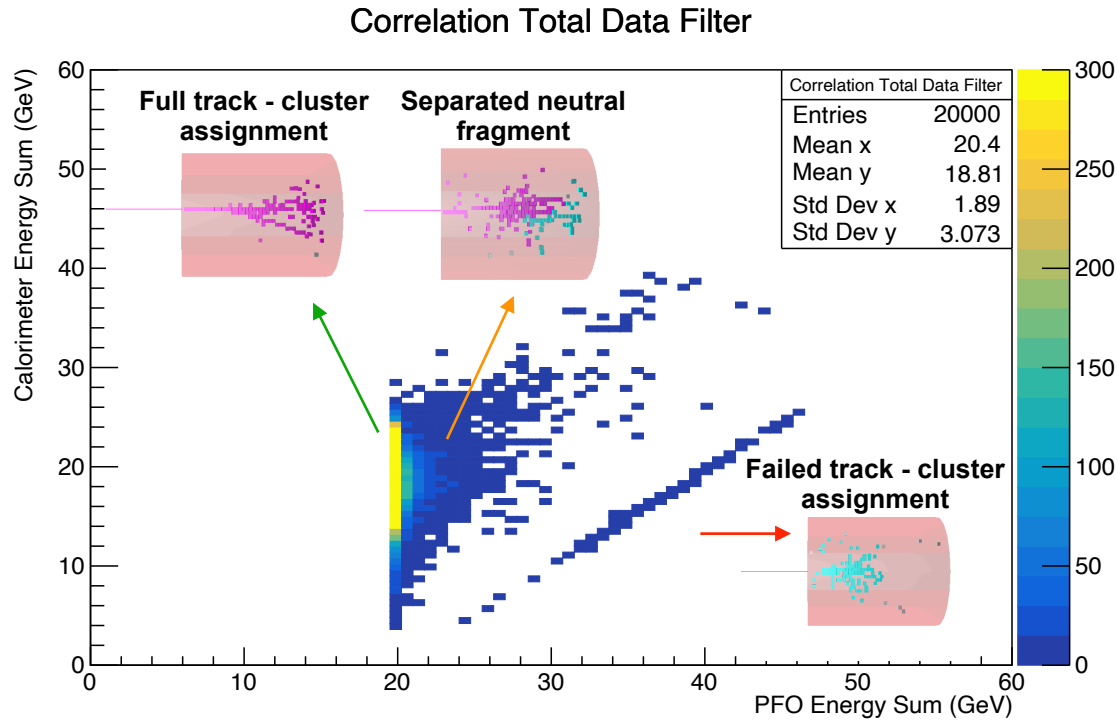 Correlation Total Data Filter
Calorimeter Energy Sum (GeV)
60
50
40
30
20
10
0
Full track - cluster
assignment
Separated neutral
fragment
Correlation Total Data Filter
Entries 20000
Mean x 20.4
Mean y 18.81
Std Dev x 1.89
Std Dev y 3.073
Failed track - cluster
assignment
300
250
200
150
100
50
0
0 10 20 30 40 50 60
PFO Energy Sum (GeV)